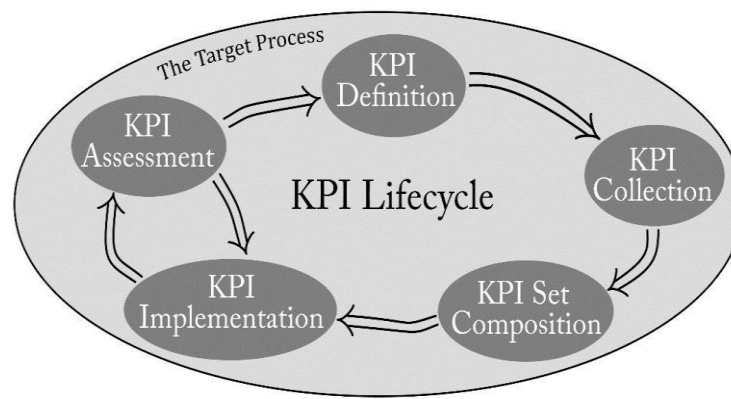 The Target Process
KPI
Definition
KPI
Assessment
KPI
Collection
KPI Lifecycle
KPI
Implementation
KPI Set
Composition